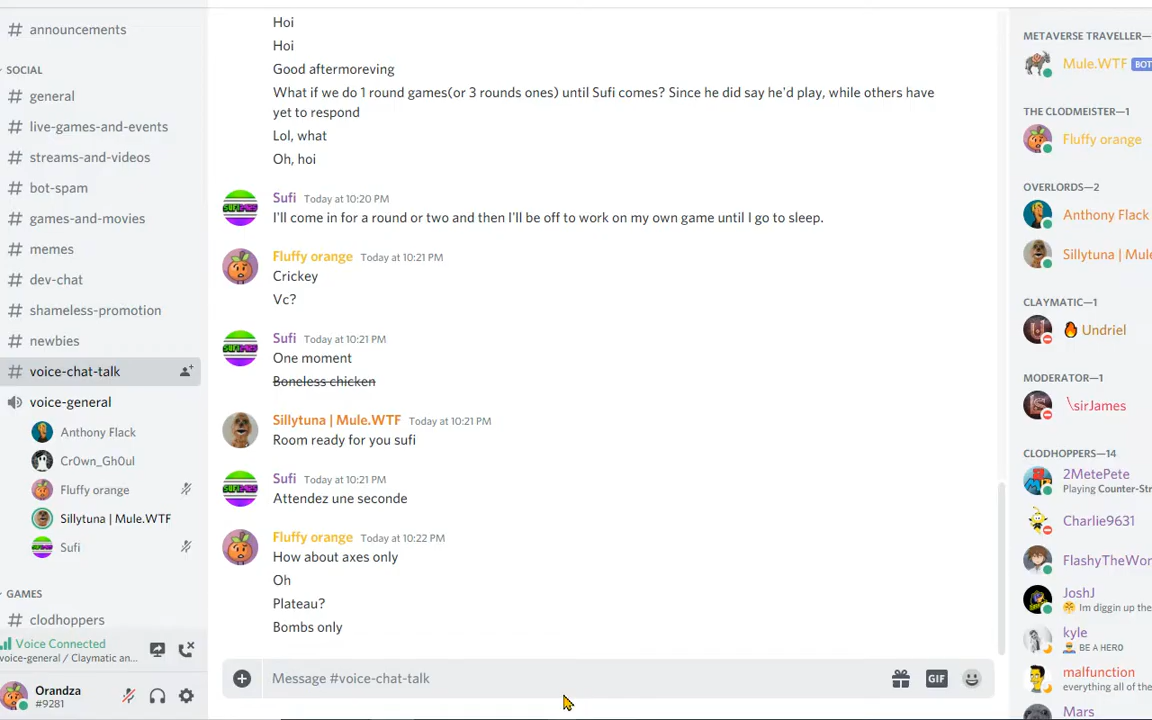 # announcements
SOCIAL
# general
# live-games-and-events
# streams-and-videos
# bot-spam
# games-and-movies
# memes
# dev-chat
# shameless-promotion
# newbies
# voice-chat-talk
voice-general
Anthony Flack
Cr0wn_Gh0ul
Fluffy orange
Sillytuna | Mule.WTF
Sufi
GAMES
# clodhoppers
Voice Connected
voice-general / Claymatic an...
Orandza
#9281
Hoi
Hoi
Good aftermoreving
What if we do 1 round games(or 3 rounds ones) until Sufi comes? Since he did say he'd play, while others have
yet to respond
Lol, what
Oh, hoi
Sufi Today at 10:20 PM
I'll come in for a round or two and then I'll be off to work on my own game until I go to sleep.
Fluffy orange Today at 10:21 PM
Crickey
Vc?
Sufi Today at 10:21 PM
One moment
Boneless chicken
Sillytuna | Mule.WTF Today at 10:21 PM
Room ready for you sufi
Sufi Today at 10:21 PM
Attendez une seconde
Fluffy orange Today at 10:22 PM
How about axes only
Oh
Plateau?
Bombs only
Message #voice-chat-talk
GIF
METAVERSE TRAVELLER—
Mule.WTF BOT
THE CLODMEISTER—1
Fluffy orange
OVERLORDS—2
Anthony Flack
Sillytuna | Mule
CLAYMATIC—1
Undriel
MODERATOR—1
\sirJames
CLODHOPPERS—14
2MetePete
Playing Counter-Str
Charlie9631
FlashyTheWor
JoshJ
Im diggin up the
kyle
BE A HERO
malfunction
everything all of the
Mars